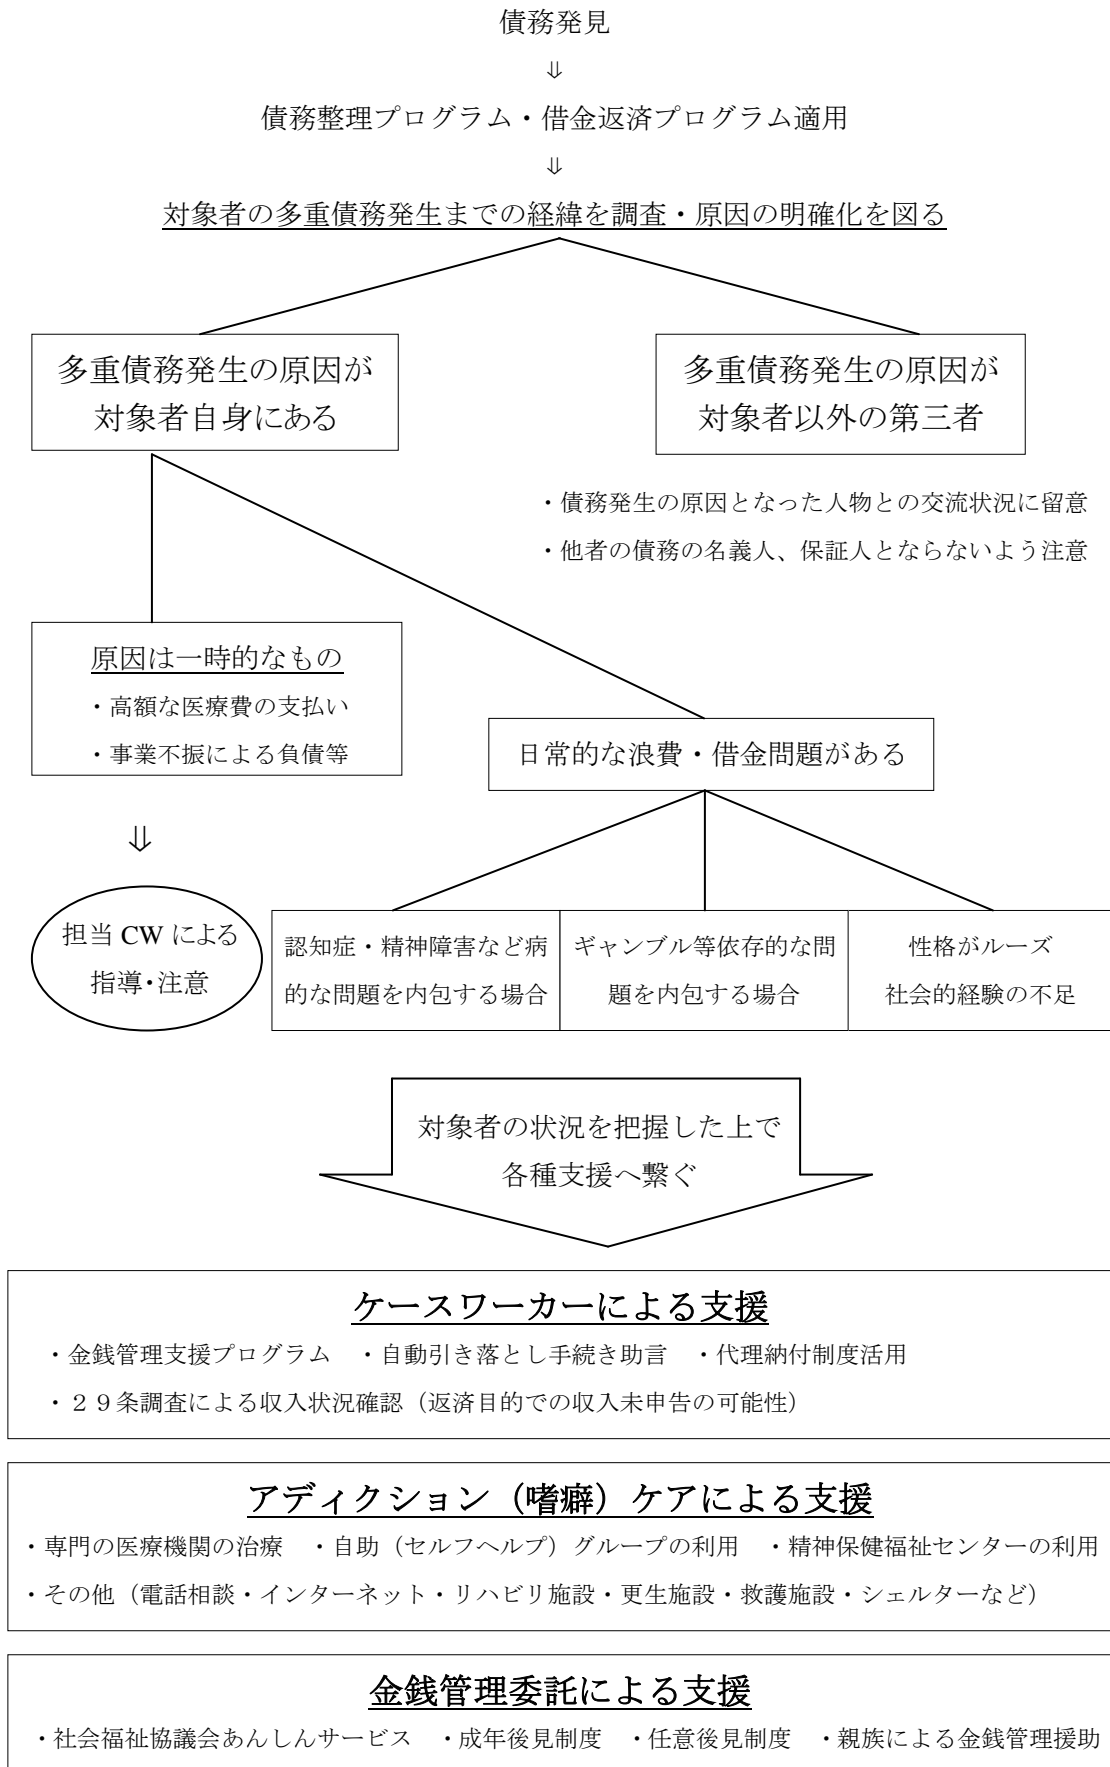 債務発見
⇓
債務整理プログラム・借金返済プログラム適用
⇓
対象者の多重債務発生までの経緯を調査・原因の明確化を図る
多重債務発生の原因が
対象者自身にある
多重債務発生の原因が
対象者以外の第三者
・債務発生の原因となった人物との交流状況に留意
・他者の債務の名義人、保証人とならないよう注意
原因は一時的なもの
・高額な医療費の支払い
・事業不振による負債等
日常的な浪費・借金問題がある
⇓
担当 CW による
指導・注意
認知症・精神障害など病
的な問題を内包する場合
ギャンブル等依存的な問
題を内包する場合
性格がルーズ
社会的経験の不足
対象者の状況を把握した上で
各種支援へ繋ぐ
ケースワーカーによる支援
・金銭管理支援プログラム ・自動引き落とし手続き助言 ・代理納付制度活用
・２９条調査による収入状況確認（返済目的での収入未申告の可能性）
アディクション（嗜癖）ケアによる支援
・専門の医療機関の治療 ・自助（セルフヘルプ）グループの利用 ・精神保健福祉センターの利用
・その他（電話相談・インターネット・リハビリ施設・更生施設・救護施設・シェルターなど）
金銭管理委託による支援
・社会福祉協議会あんしんサービス ・成年後見制度 ・任意後見制度 ・親族による金銭管理援助